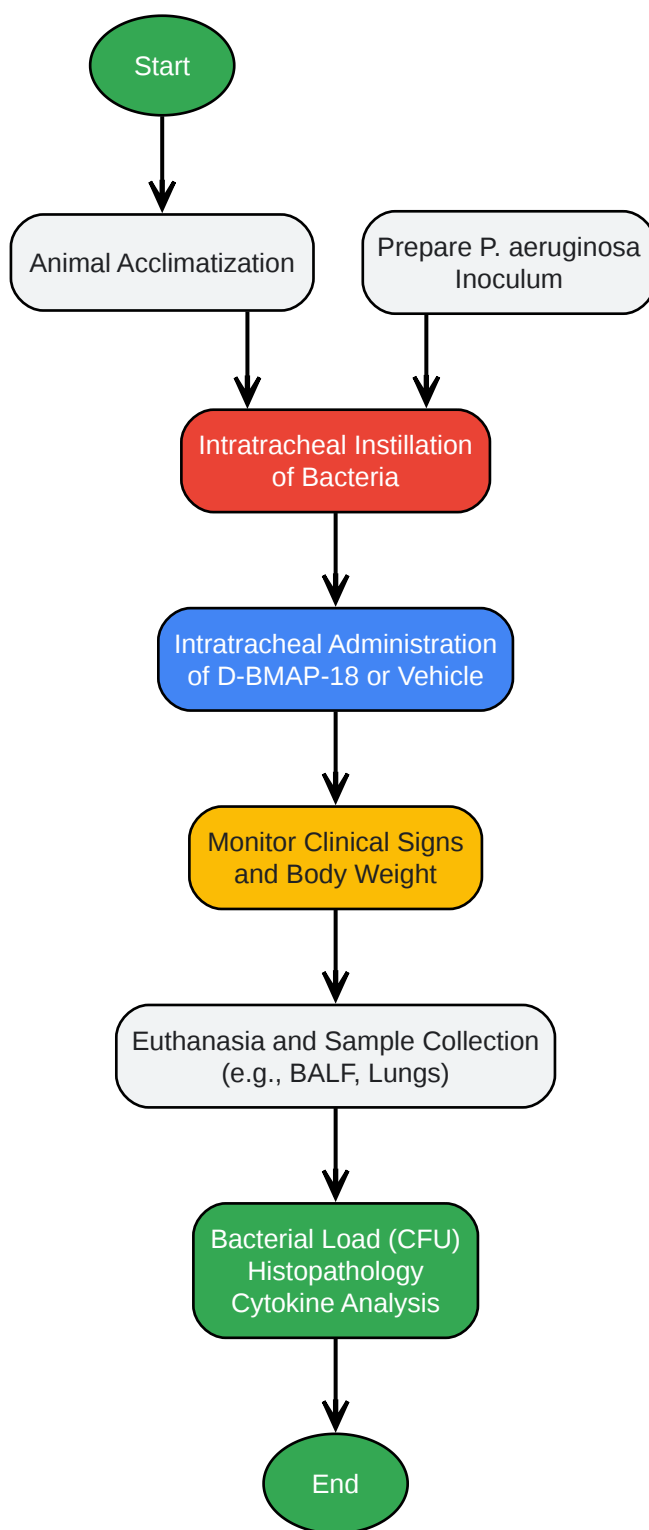 Start
Animal Acclimatization
Prepare P. aeruginosa
Inoculum
Intratracheal Instillation
of Bacteria
Intratracheal Administration
of D-BMAP-18 or Vehicle
Monitor Clinical Signs
and Body Weight
Euthanasia and Sample Collection
(e.g., BALF, Lungs)
Bacterial Load (CFU)
Histopathology
Cytokine Analysis
End